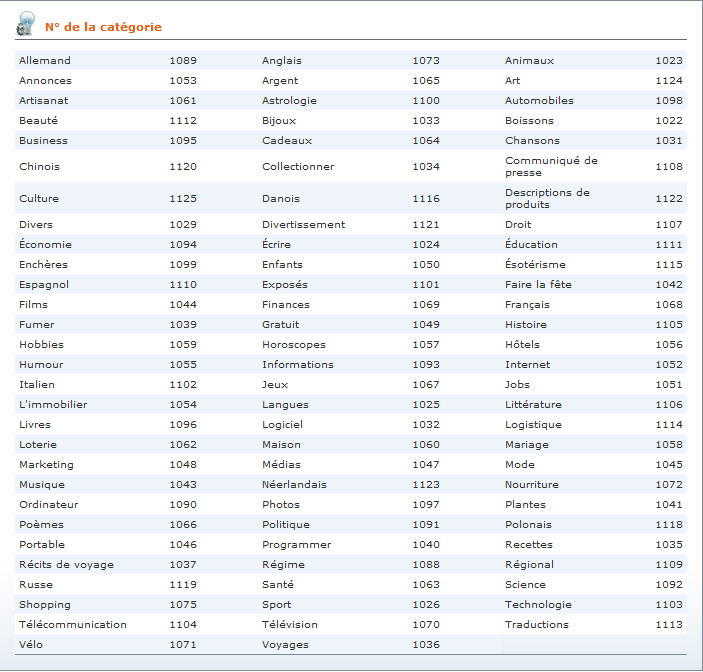 N° de la catégorie
Allemand 1089 Anglais 1073 Animaux 1023
Annonces 1053 Argent 1065 Art 1124
Artisanat 1061 Astrologie 1100 Automobiles 1098
Beauté 1112 Bijoux 1033 Boissons 1022
Business 1095 Cadeaux 1064 Chansons 1031
Chinois 1120 Collectionner 1034 Communiqué de
presse 1108
Culture 1125 Danois 1116 Descriptions de
produits 1122
Divers 1029 Divertissement 1121 Droit 1107
Économie 1094 Écrire 1024 Éducation 1111
Enchères 1099 Enfants 1050 Ésotérisme 1115
Espagnol 1110 Exposés 1101 Faire la fête 1042
Films 1044 Finances 1069 Français 1068
Fumer 1039 Gratuit 1049 Histoire 1105
Hobbies 1059 Horoscopes 1057 Hôtels 1056
Humour 1055 Informations 1093 Internet 1052
Italien 1102 Jeux 1067 Jobs 1051
L'immobilier 1054 Langues 1025 Littérature 1106
Livres 1096 Logiciel 1032 Logistique 1114
Loterie 1062 Maison 1060 Mariage 1058
Marketing 1048 Médias 1047 Mode 1045
Musique 1043 Néerlandais 1123 Nourriture 1072
Ordinateur 1090 Photos 1097 Plantes 1041
Poèmes 1066 Politique 1091 Polonais 1118
Portable 1046 Programmer 1040 Recettes 1035
Récits de voyage 1037 Régime 1088 Régional 1109
Russe 1119 Santé 1063 Science 1092
Shopping 1075 Sport 1026 Technologie 1103
Télécommunication 1104 Télévision 1070 Traductions 1113
Vélo 1071 Voyages 1036